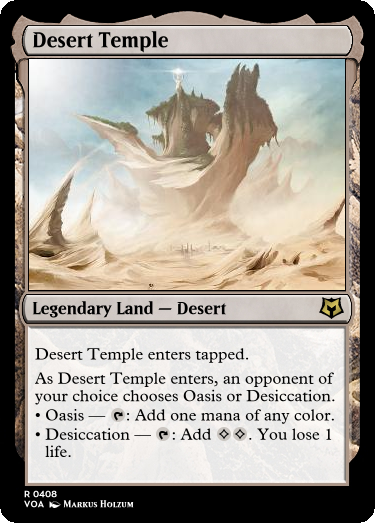 Desert Temple
Legendary Land — Desert
Desert Temple enters tapped.
As Desert Temple enters, an opponent of
your choice chooses Oasis or Desiccation.
• Oasis — : Add one mana of any color.
• Desiccation — : Add . You lose 1
life.
R 0408
VOA Markus Holzum